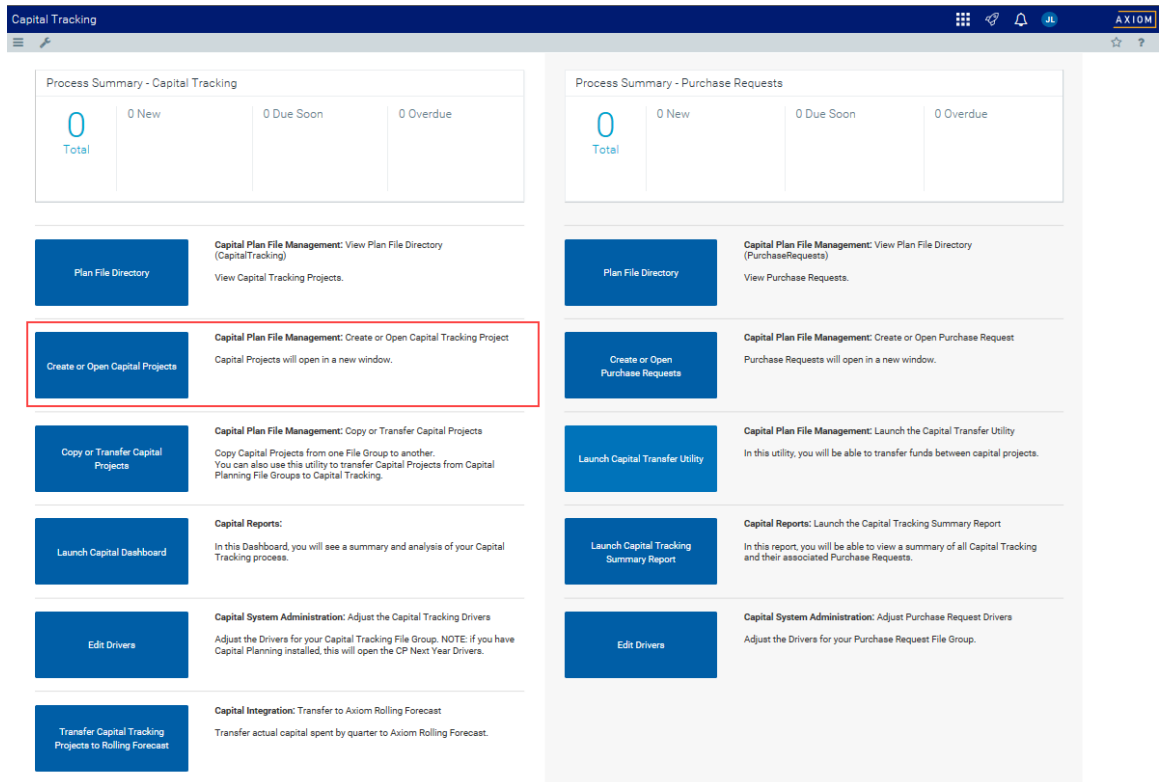 Capital Tracking
JL
AXIOM
?
Process Summary - Capital Tracking
0
Total
0 New
0 Due Soon
0 Overdue
Plan File Directory
Capital Plan File Management: View Plan File Directory
(CapitalTracking)
View Capital Tracking Projects.
Create or Open Capital Projects
Capital Plan File Management: Create or Open Capital Tracking Project
Capital Projects will open in a new window.
Copy or Transfer Capital
Projects
Capital Plan File Management: Copy or Transfer Capital Projects
Copy Capital Projects from one File Group to another.
You can also use this utility to transfer Capital Projects from Capital
Planning File Groups to Capital Tracking.
Launch Capital Dashboard
Capital Reports:
In this Dashboard, you will see a summary and analysis of your Capital
Tracking process.
Edit Drivers
Capital System Administration: Adjust the Capital Tracking Drivers
Adjust the Drivers for your Capital Tracking File Group. NOTE: if you have
Capital Planning installed, this will open the CP Next Year Drivers.
Transfer Capital Tracking
Projects to Rolling Forecast
Capital Integration: Transfer to Axiom Rolling Forecast
Transfer actual capital spent by quarter to Axiom Rolling Forecast.
Process Summary - Purchase Requests
0
Total
0 New
0 Due Soon
0 Overdue
Plan File Directory
Capital Plan File Management: View Plan File Directory
(PurchaseRequests)
View Purchase Requests.
Create or Open
Purchase Requests
Capital Plan File Management: Create or Open Purchase Request
Purchase Requests will open in a new window.
Launch Capital Transfer Utility
Capital Plan File Management: Launch the Capital Transfer Utility
In this utility, you will be able to transfer funds between capital projects.
Launch Capital Tracking
Summary Report
Capital Reports: Launch the Capital Tracking Summary Report
In this report, you will be able to view a summary of all Capital Tracking
and their associated Purchase Requests.
Edit Drivers
Capital System Administration: Adjust Purchase Request Drivers
Adjust the Drivers for your Purchase Request File Group.